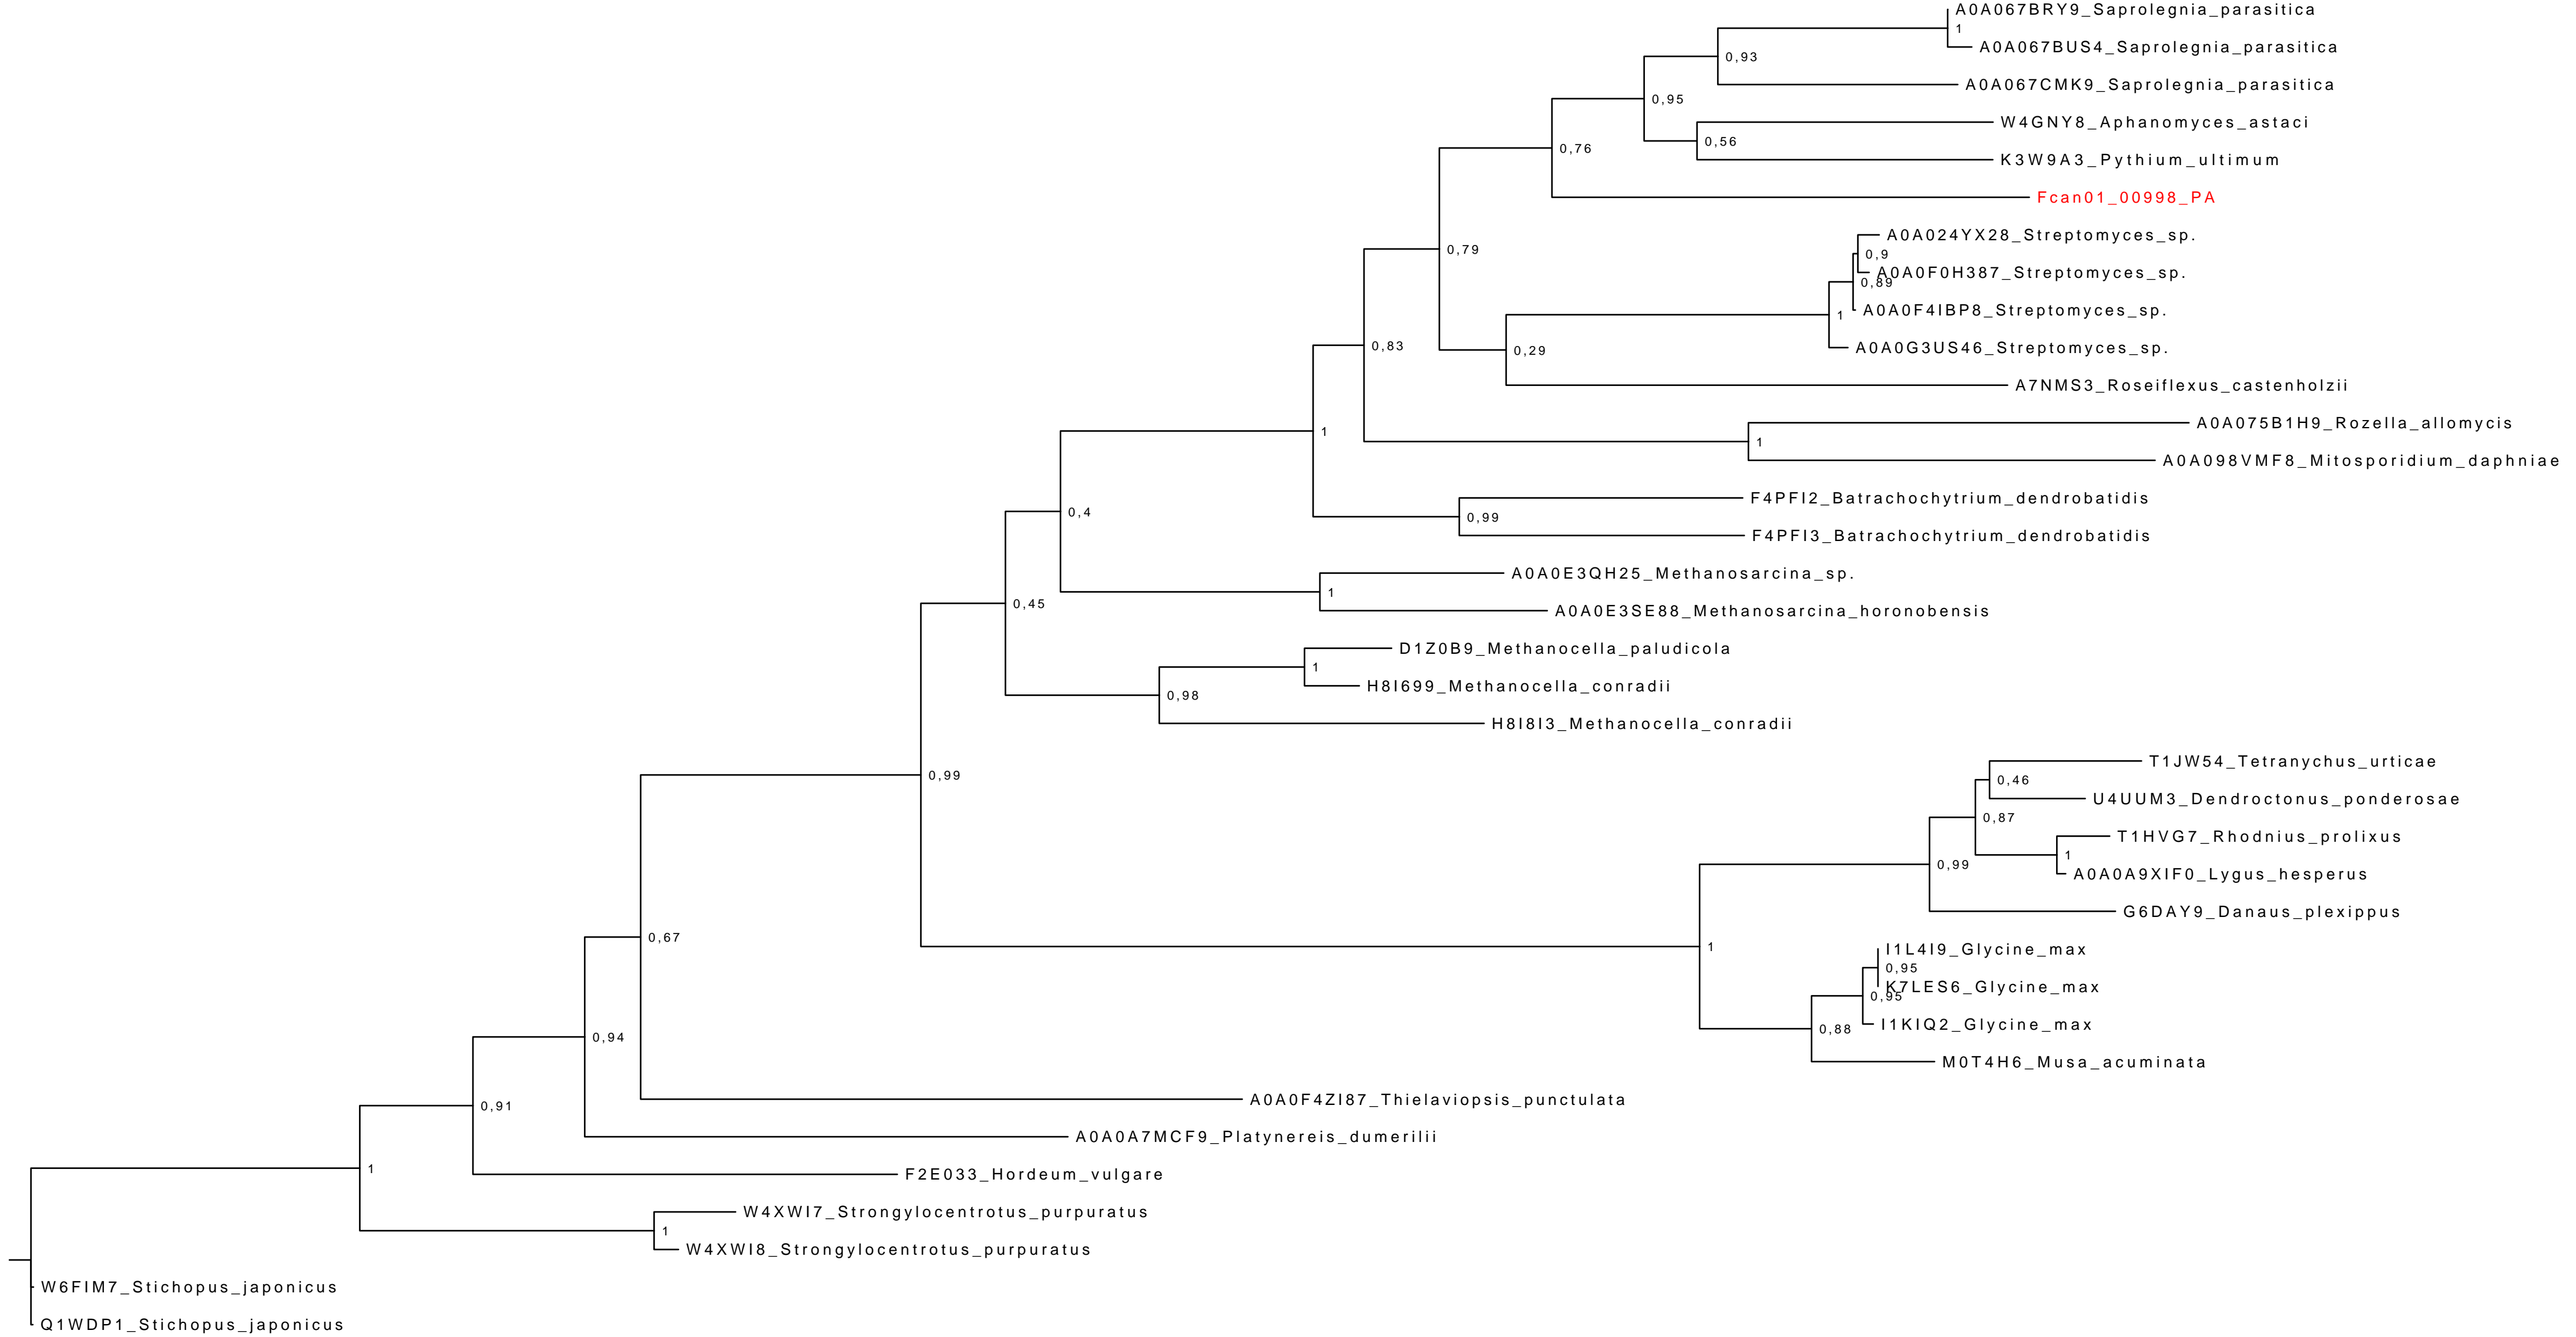 A0A067BRY9_Saprolegnia_parasitica
1
A0A067BUS4_Saprolegnia_parasitica
0,93
A0A067CMK9_Saprolegnia_parasitica
0,95
W4GNY8_Aphanomyces_astaci
0,56
0,76
K3W9A3_Pythium_ultimum
Fcan01_00998_PA
A0A024YX28_Streptomyces_sp.
0,79
0,9
A0A0F0H387_Streptomyces_sp.
0,89
A0A0F4IBP8_Streptomyces_sp.
1
0,83
A0A0G3US46_Streptomyces_sp.
0,29
A7NMS3_Roseiflexus_castenholzii
A0A075B1H9_Rozella_allomycis
1
1
A0A098VMF8_Mitosporidium_daphniae
F4PFI2_Batrachochytrium_dendrobatidis
0,4
0,99
F4PFI3_Batrachochytrium_dendrobatidis
A0A0E3QH25_Methanosarcina_sp.
1
0,45
A0A0E3SE88_Methanosarcina_horonobensis
D1Z0B9_Methanocella_paludicola
1
H8I699_Methanocella_conradii
0,98
H8I8I3_Methanocella_conradii
T1JW54_Tetranychus_urticae
0,99
0,46
U4UUM3_Dendroctonus_ponderosae
0,87
T1HVG7_Rhodnius_prolixus
1
0,99
A0A0A9XIF0_Lygus_hesperus
G6DAY9_Danaus_plexippus
0,67
1
I1L4I9_Glycine_max
0,95
K7LES6_Glycine_max
0,95
I1KIQ2_Glycine_max
0,88
0,94
M0T4H6_Musa_acuminata
A0A0F4ZI87_Thielaviopsis_punctulata
0,91
A0A0A7MCF9_Platynereis_dumerilii
1
F2E033_Hordeum_vulgare
W4XWI7_Strongylocentrotus_purpuratus
1
W4XWI8_Strongylocentrotus_purpuratus
W6FIM7_Stichopus_japonicus
Q1WDP1_Stichopus_japonicus